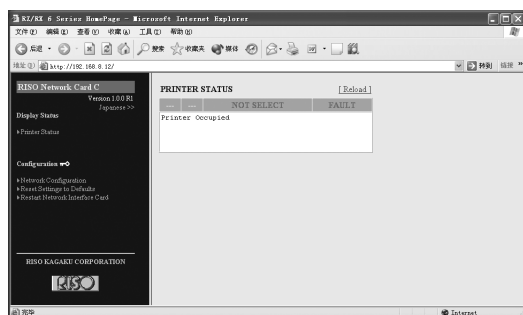 RZ/RX 6 Series HomePage - Microsoft Internet Explorer
文件(F) 编辑(E) 查看(V) 收藏(A) 工具(T) 帮助(H)
后退 搜索 收藏夹 媒体
地址(D) http://192.168.0.12/ 转到 链接 »
RISO Network Card C
Version 1.0.0 R1
Japanese >>
Display Status
Printer Status
Configuration
Network Configuration
Reset Settings to Defaults
Restart Network Interface Card
RISO KAGAKU CORPORATION
RISO
PRINTER STATUS [ Reload ]
--- --- NOT SELECT FAULT
Printer Occupied
完毕 Internet